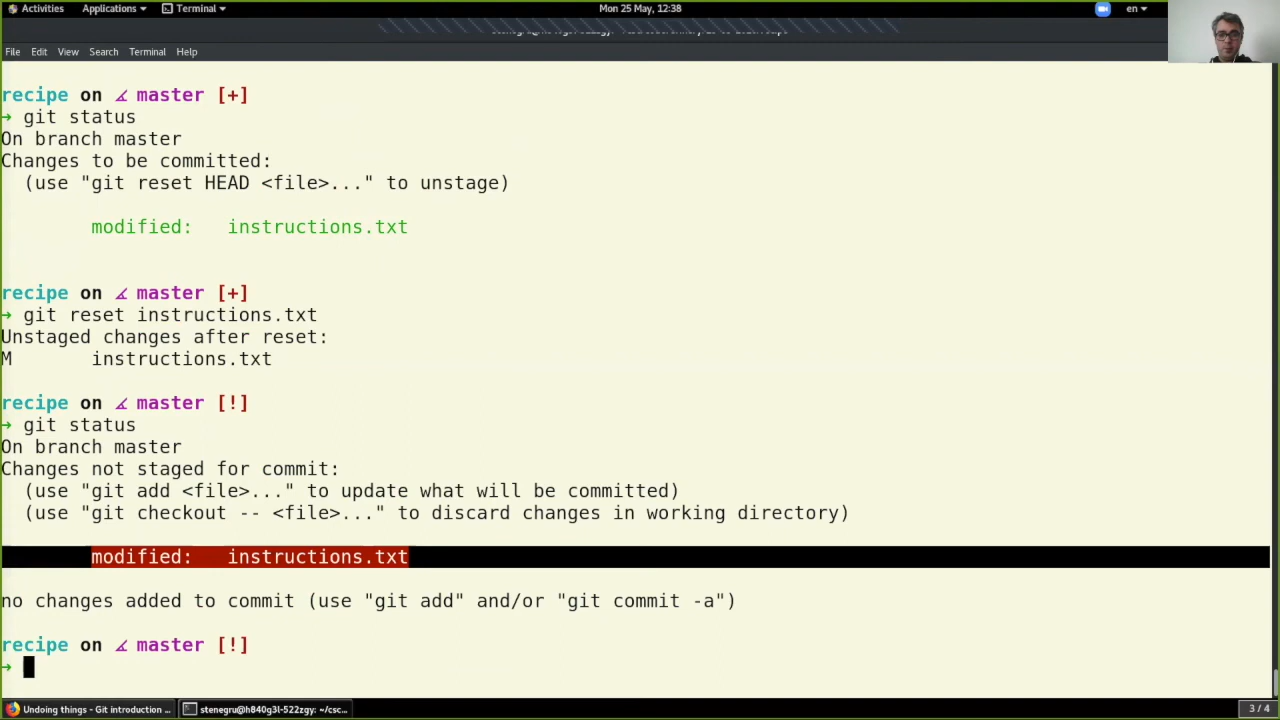 Activities Applications Terminal Mon 25 May, 12:38 en
File Edit View Search Terminal Help
recipe on master [+]
→ git status
On branch master
Changes to be committed:
(use "git reset HEAD <file>..." to unstage)
modified: instructions.txt
recipe on master [+]
→ git reset instructions.txt
Unstaged changes after reset:
M instructions.txt
recipe on master [!]
→ git status
On branch master
Changes not staged for commit:
(use "git add <file>..." to update what will be committed)
(use "git checkout -- <file>..." to discard changes in working directory)
modified: instructions.txt
no changes added to commit (use "git add" and/or "git commit -a")
recipe on master [!]
→
Undoing things - Git introduction ... stenegru@h840g3l-522zgy: ~/csc... 3 / 4